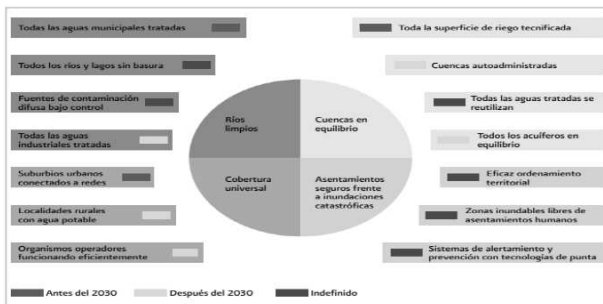 Todas las aguas municipales tratadas
Todos los ríos y lagos sin basura
Fuentes de contaminación
difusa bajo control
Todas las aguas
industriales tratadas
Suburbios urbanos
conectados a redes
Localidades rurales
con agua potable
Organismos operadores
funcionando eficientemente
Ríos
limpios
Cuencas en
equilibrio
Cobertura
universal
Asentamientos
seguros frente
a inundaciones
catastróficas
Toda la superficie de riego tecnificada
Cuencas autoadministradas
Todas las aguas tratadas se
reutilizan
Todos los acuíferos en
equilibrio
Eficaz ordenamiento
territorial
Zonas inundables libres de
asentamientos humanos
Sistemas de alertamiento y
prevención con tecnologías de punta
Antes del 2030
Después del 2030
Indefinido